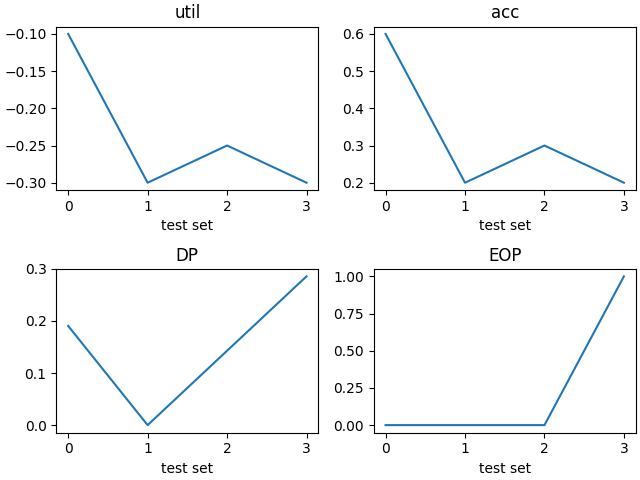 util
−0.10
−0.15
−0.20
−0.25
−0.30
0 1 2 3
test set
acc
0.6
0.5
0.4
0.3
0.2
0 1 2 3
test set
DP
0.3
0.2
0.1
0.0
0 1 2 3
test set
EOP
1.00
0.75
0.50
0.25
0.00
0 1 2 3
test set